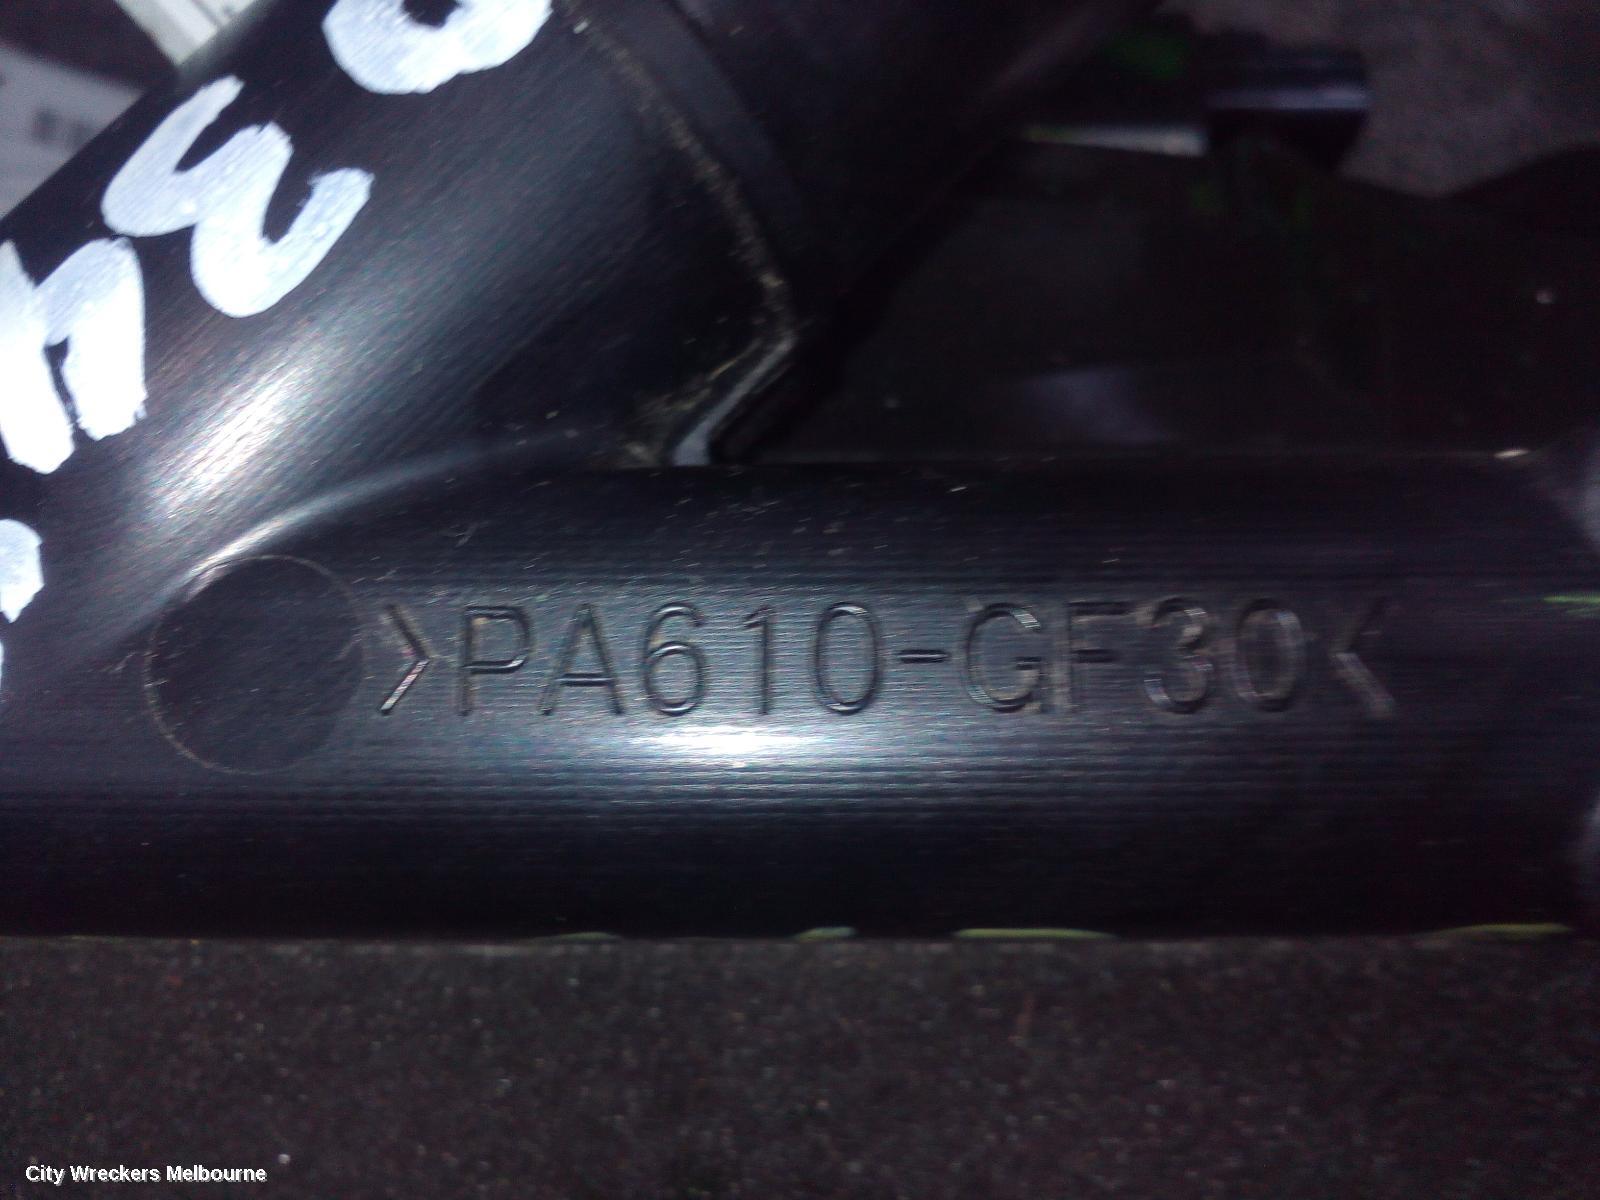 >PA610-GF30<
City Wreckers Melbourne